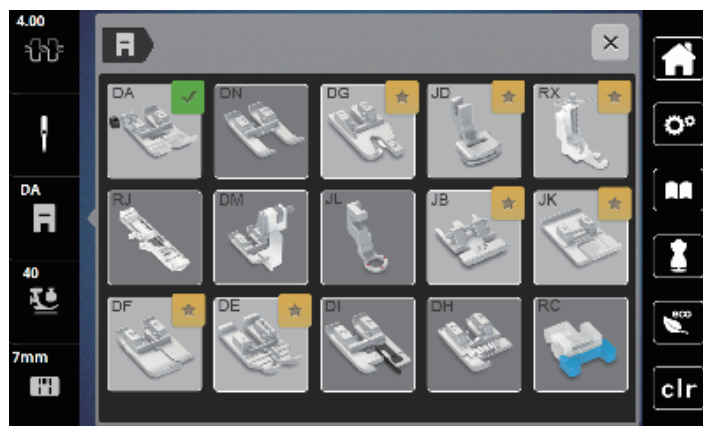 4.00
DA
40
7mm
DA DN DG JD RX
RJ DM JL JB JK
DF DE DI DH RC
eco
clr